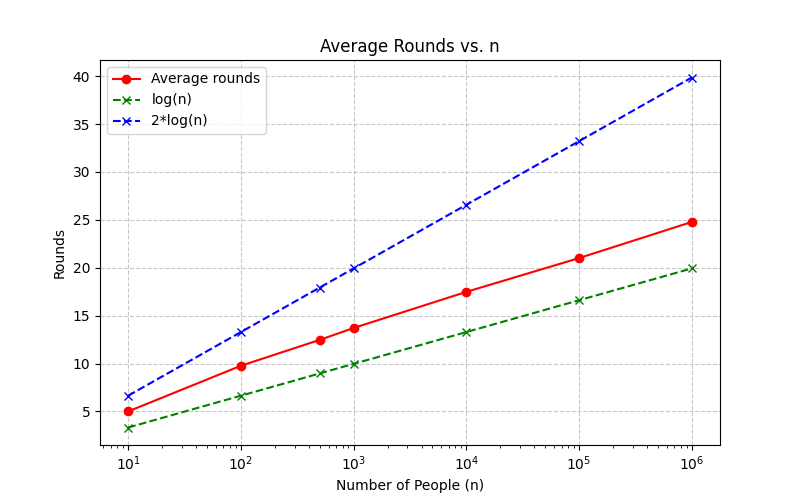 Average Rounds vs. n
Average rounds
log(n)
2*log(n)
40
35
30
25
20
15
10
5
Rounds
10¹
10²
10³
10⁴
10⁵
10⁶
Number of People (n)